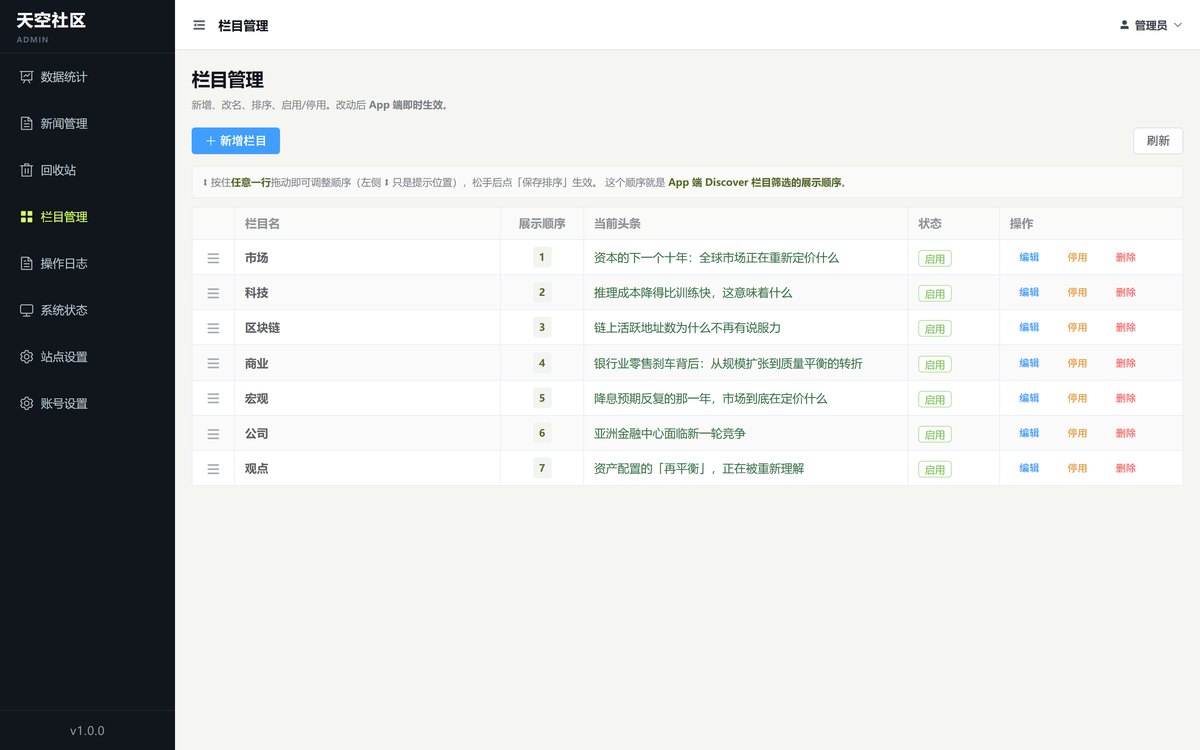 天空社区
ADMIN
数据统计
新闻管理
回收站
栏目管理
操作日志
系统状态
站点设置
账号设置
v1.0.0
栏目管理
管理员
栏目管理
新增、改名、排序、启用/停用。改动后 App 端即时生效。
新增栏目
刷新
↕ 按住任意一行拖动即可调整顺序（左侧 ↕ 只是提示位置），松手后点「保存排序」生效。 这个顺序就是 App 端 Discover 栏目筛选的展示顺序。
栏目名 展示顺序 当前头条 状态 操作
市场 1 资本的下一个十年：全球市场正在重新定价什么 启用 编辑 停用 删除
科技 2 推理成本降得比训练快，这意味着什么 启用 编辑 停用 删除
区块链 3 链上活跃地址数为什么不再有说服力 启用 编辑 停用 删除
商业 4 银行业零售刹车背后：从规模扩张到质量平衡的转折 启用 编辑 停用 删除
宏观 5 降息预期反复的那一年，市场到底在定价什么 启用 编辑 停用 删除
公司 6 亚洲金融中心面临新一轮竞争 启用 编辑 停用 删除
观点 7 资产配置的「再平衡」，正在被重新理解 启用 编辑 停用 删除